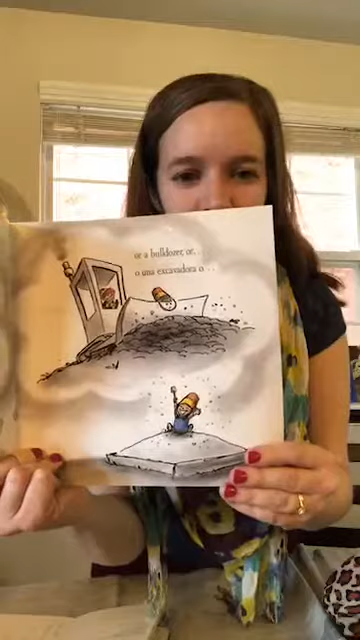 or a bulldozer, or. . .
o una excavadora o . . .